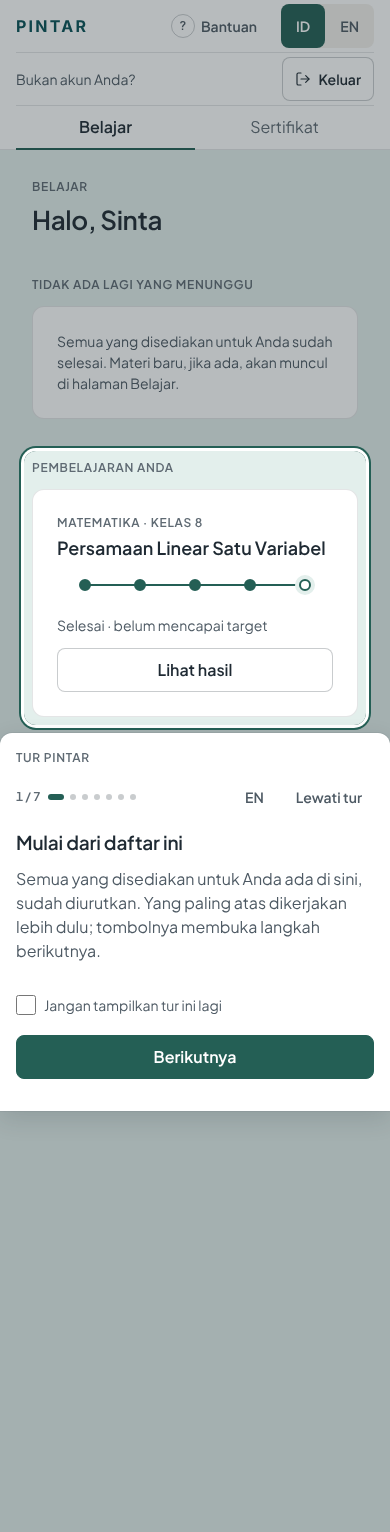 PINTAR
? Bantuan
ID EN
Bukan akun Anda?
Keluar
Belajar
Sertifikat
BELAJAR
Halo, Sinta
TIDAK ADA LAGI YANG MENUNGGU
Semua yang disediakan untuk Anda sudah
selesai. Materi baru, jika ada, akan muncul
di halaman Belajar.
PEMBELAJARAN ANDA
MATEMATIKA · KELAS 8
Persamaan Linear Satu Variabel
Selesai · belum mencapai target
Lihat hasil
TUR PINTAR
1 / 7
EN
Lewati tur
Mulai dari daftar ini
Semua yang disediakan untuk Anda ada di sini,
sudah diurutkan. Yang paling atas dikerjakan
lebih dulu; tombolnya membuka langkah
berikutnya.
Jangan tampilkan tur ini lagi
Berikutnya